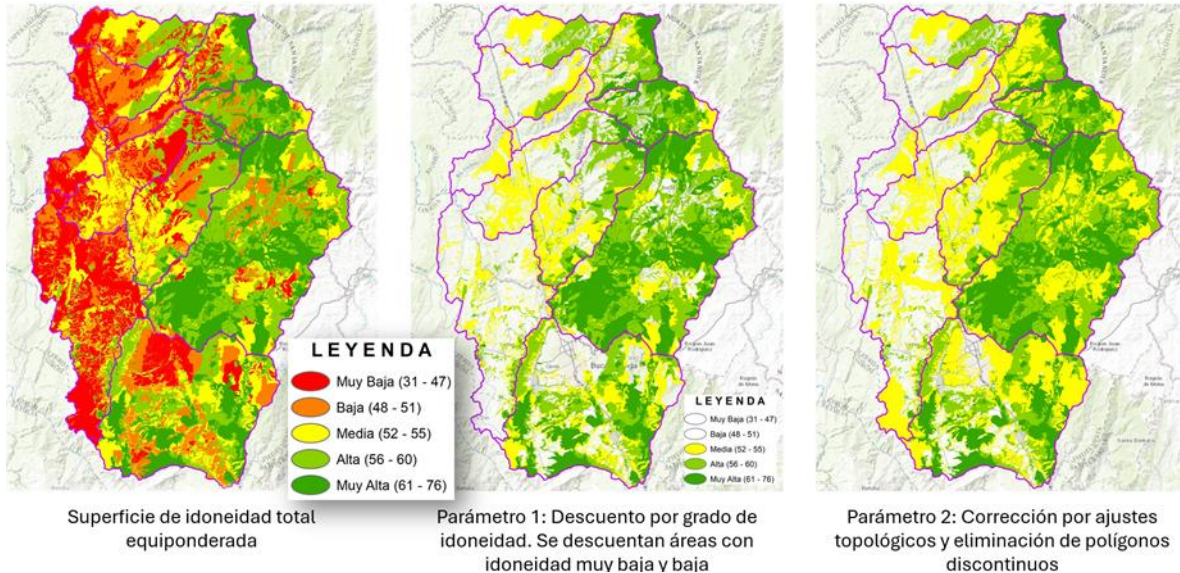 LEYENDA
Muy Baja (31 - 47)
Baja (48 - 51)
Media (52 - 55)
Alta (56 - 60)
Muy Alta (61 - 76)
LEYENDA
Muy Baja (31 - 47)
Baja (48 - 51)
Media (52 - 55)
Alta (56 - 60)
Muy Alta (61 - 76)
Superficie de idoneidad total
equiponderada
Parámetro 1: Descuento por grado de
idoneidad. Se descuentan áreas con
idoneidad muy baja y baja
Parámetro 2: Corrección por ajustes
topológicos y eliminación de polígonos
discontinuos